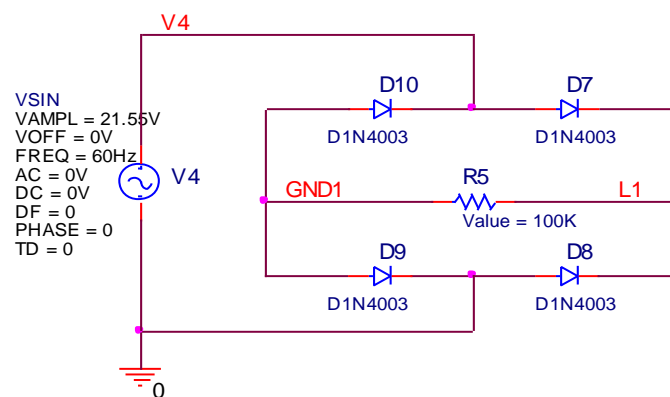 V4
D10
D7
VSIN
VAMPL = 21.55V
VOFF = 0V
FREQ = 60Hz
AC = 0V
DC = 0V
DF = 0
PHASE = 0
TD = 0
D1N4003
D1N4003
V4
GND1
R5
L1
Value = 100K
D9
D8
D1N4003
D1N4003
0